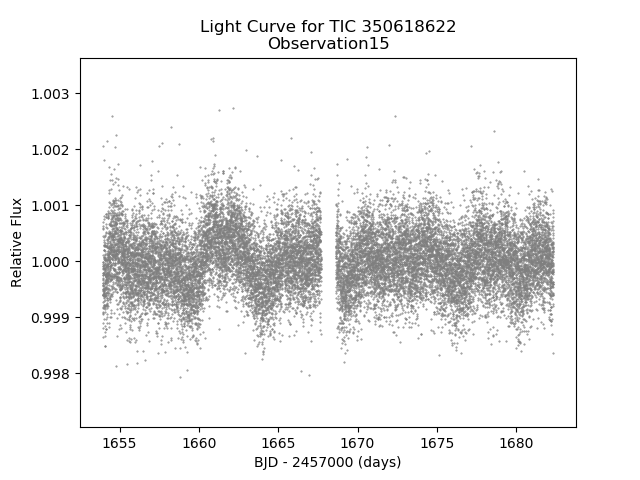 Light Curve for TIC 350618622
Observation15
1.003
1.002
1.001
1.000
0.999
0.998
Relative Flux
1655 1660 1665 1670 1675 1680
BJD - 2457000 (days)